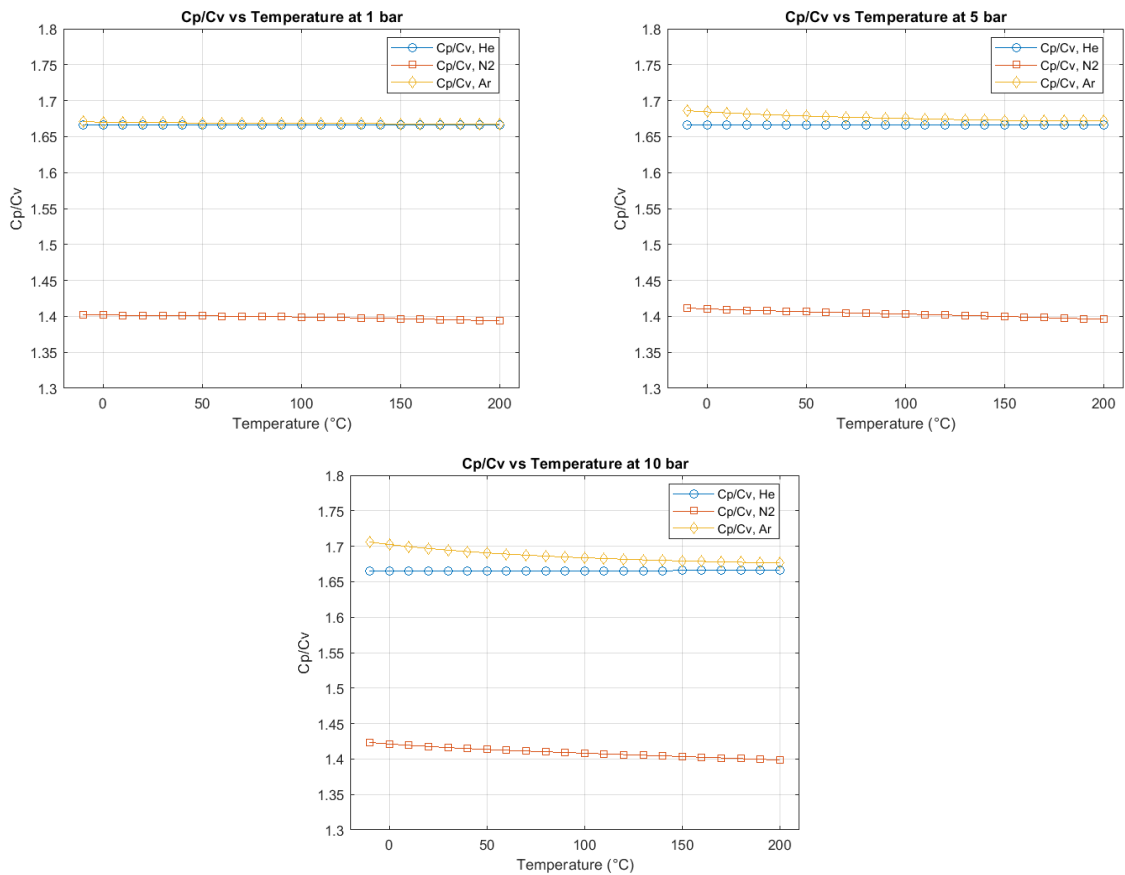 Cp/Cv vs Temperature at 1 bar
1.8
1.75
1.7
1.65
1.6
1.55
1.5
1.45
1.4
1.35
1.3
Cp/Cv
Cp/Cv, He
Cp/Cv, N2
Cp/Cv, Ar
0 50 100 150 200
Temperature (°C)
Cp/Cv vs Temperature at 5 bar
1.8
1.75
1.7
1.65
1.6
1.55
1.5
1.45
1.4
1.35
1.3
Cp/Cv
Cp/Cv, He
Cp/Cv, N2
Cp/Cv, Ar
0 50 100 150 200
Temperature (°C)
Cp/Cv vs Temperature at 10 bar
1.8
1.75
1.7
1.65
1.6
1.55
1.5
1.45
1.4
1.35
1.3
Cp/Cv
Cp/Cv, He
Cp/Cv, N2
Cp/Cv, Ar
0 50 100 150 200
Temperature (°C)